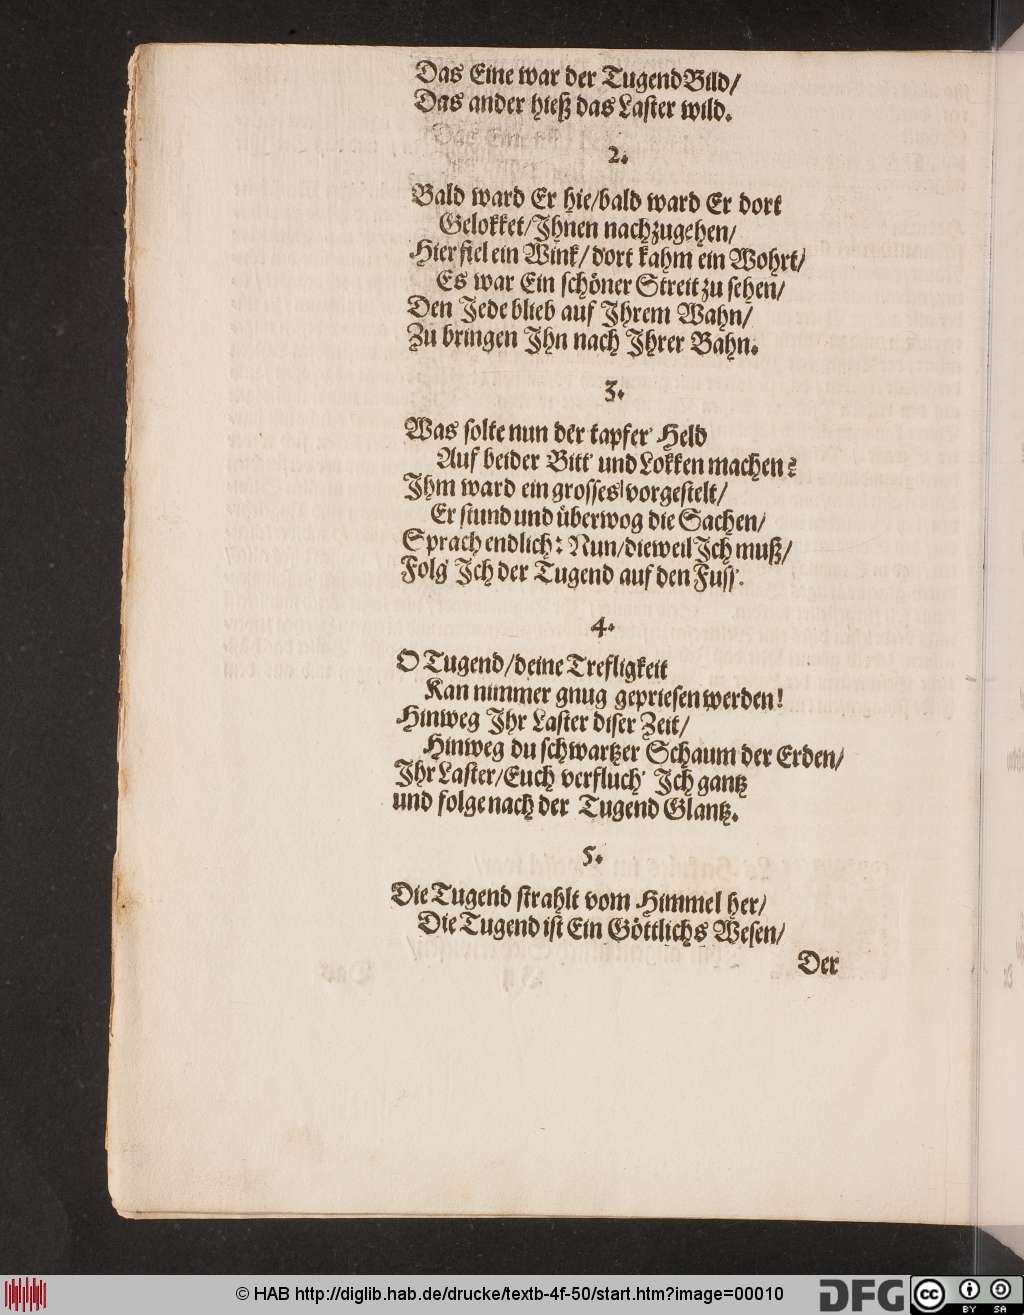 Das Eine war der TugendBild/
Das ander hieß das Laster wild.
2.
Bald ward Er hie/bald ward Er dort
Gelokket/Ihnen nachzugehen/
Hier fiel ein Wink/dort kahm ein Wohrt/
Es war Ein schöner Streit zu sehen/
Den Jede blieb auf Ihrem Wahn/
Zu bringen Ihn nach Ihrer Bahn.
3.
Was solte nun der tapfer' Held
Auf beider Bitt' und Lokken machen?
Ihm ward ein grosses vorgestelt/
Er stund und überwog die Sachen/
Sprach endlich: Nun/dieweil Ich muß/
Folg' Ich der Tugend auf den Fuss'.
4.
O Tugend/deine Trefligkeit
Kan nimmer gnug gepriesen werden!
Hinweg Ihr Laster diser Zeit/
Hinweg du schwartzer Schaum der Erden/
Ihr Laster/Euch verfluch' Ich gantz
und folge nach der Tugend Glantz.
5.
Die Tugend strahlt vom Himmel her/
Die Tugend ist Ein Göttlichs Wesen/
Der
© HAB http://diglib.hab.de/drucke/textb-4f-50/start.htm?image=00010
DFG
cc BY SA